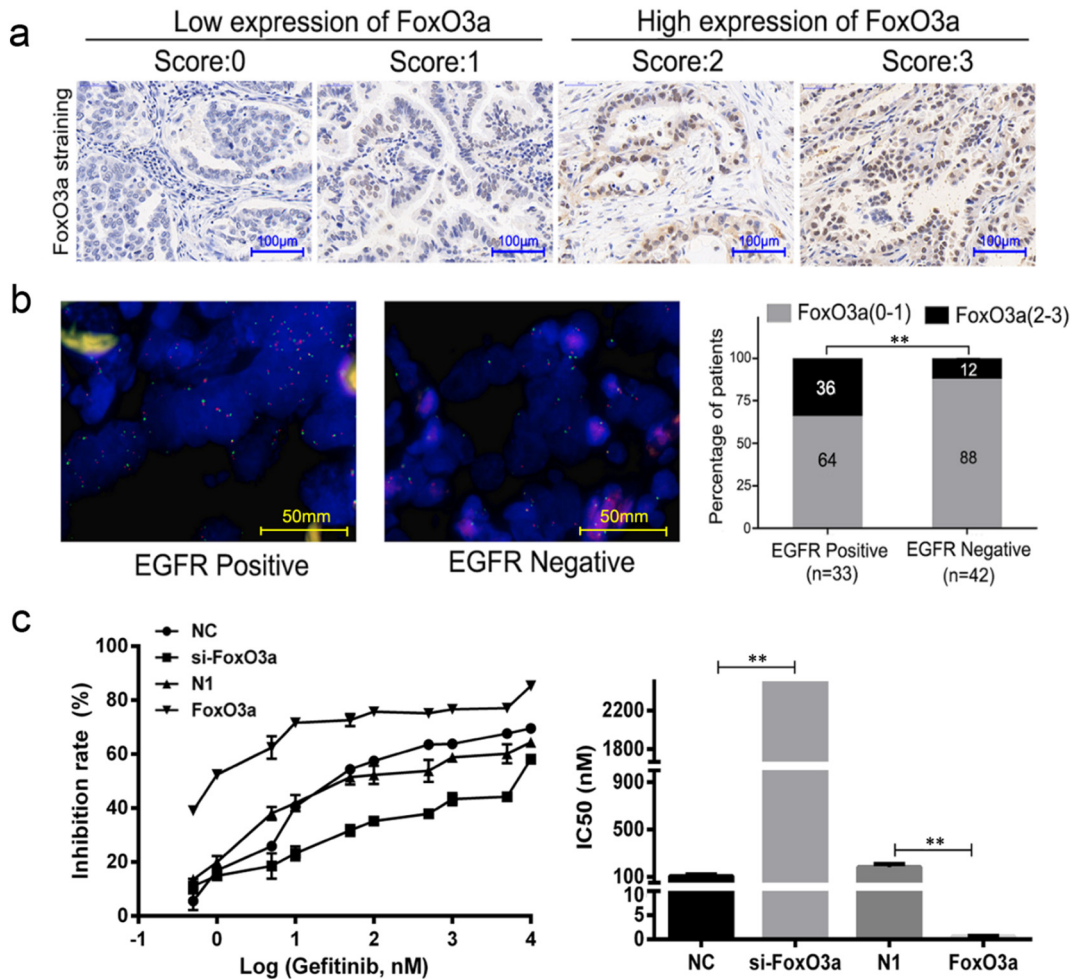 a
Low expression of FoxO3a
High expression of FoxO3a
Score:0
Score:1
Score:2
Score:3
FoxO3a straining
100μm
100μm
100μm
100μm
b
50mm
50mm
EGFR Positive
EGFR Negative
FoxO3a(0-1)
FoxO3a(2-3)
**
Percentage of patients
100
75
50
25
0
36
64
12
88
EGFR Positive
(n=33)
EGFR Negative
(n=42)
c
NC
si-FoxO3a
N1
FoxO3a
Inhibition rate (%)
100
80
60
40
20
0
-1
0
1
2
3
4
Log (Gefitinib, nM)
IC50 (nM)
2200
1800
900
500
100
10
5
0
**
**
NC
si-FoxO3a
N1
FoxO3a